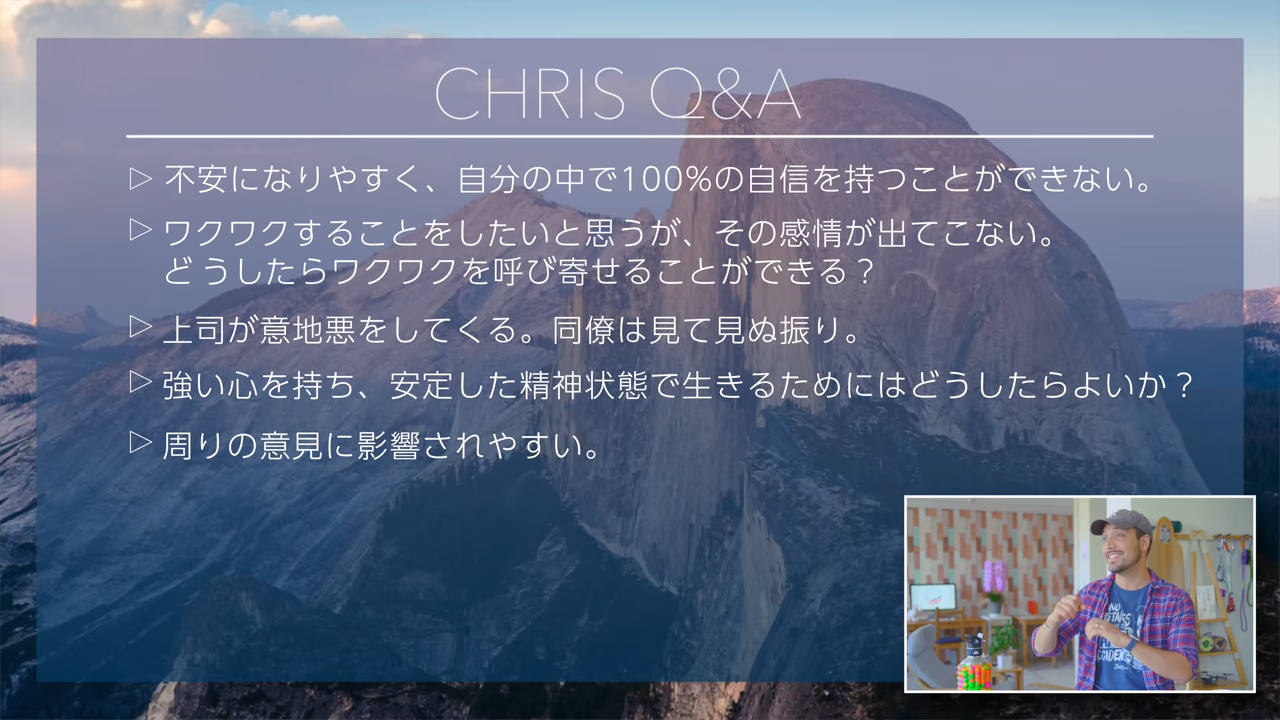 CHRIS Q&A
▷ 不安になりやすく、自分の中で100%の自信を持つことができない。
▷ ワクワクすることをしたいと思うが、その感情が出てこない。
どうしたらワクワクを呼び寄せることができる？
▷ 上司が意地悪をしてくる。同僚は見て見ぬ振り。
▷ 強い心を持ち、安定した精神状態で生きるためにはどうしたらよいか？
▷ 周りの意見に影響されやすい。
NO